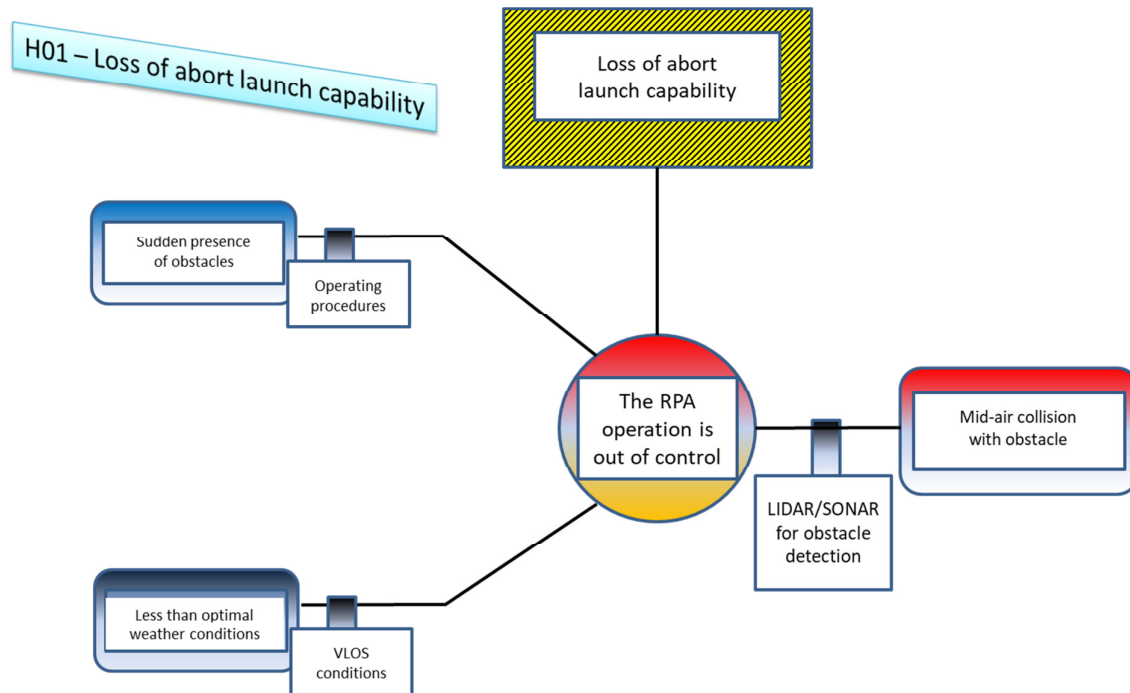 H01 – Loss of abort launch capability
Loss of abort
launch capability
Sudden presence
of obstacles
Operating
procedures
The RPA
operation is
out of control
Mid-air collision
with obstacle
LIDAR/SONAR
for obstacle
detection
Less than optimal
weather conditions
VLOS
conditions